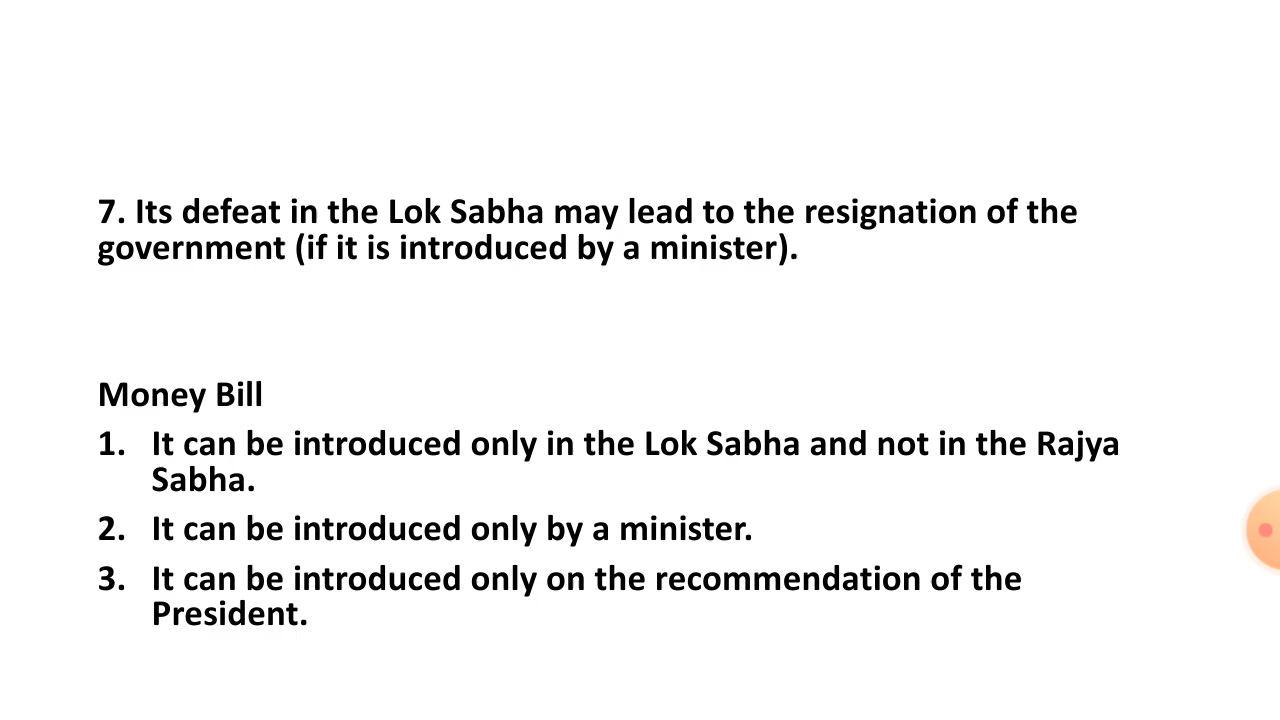 7. Its defeat in the Lok Sabha may lead to the resignation of the
government (if it is introduced by a minister).
Money Bill
1. It can be introduced only in the Lok Sabha and not in the Rajya
Sabha.
2. It can be introduced only by a minister.
3. It can be introduced only on the recommendation of the
President.